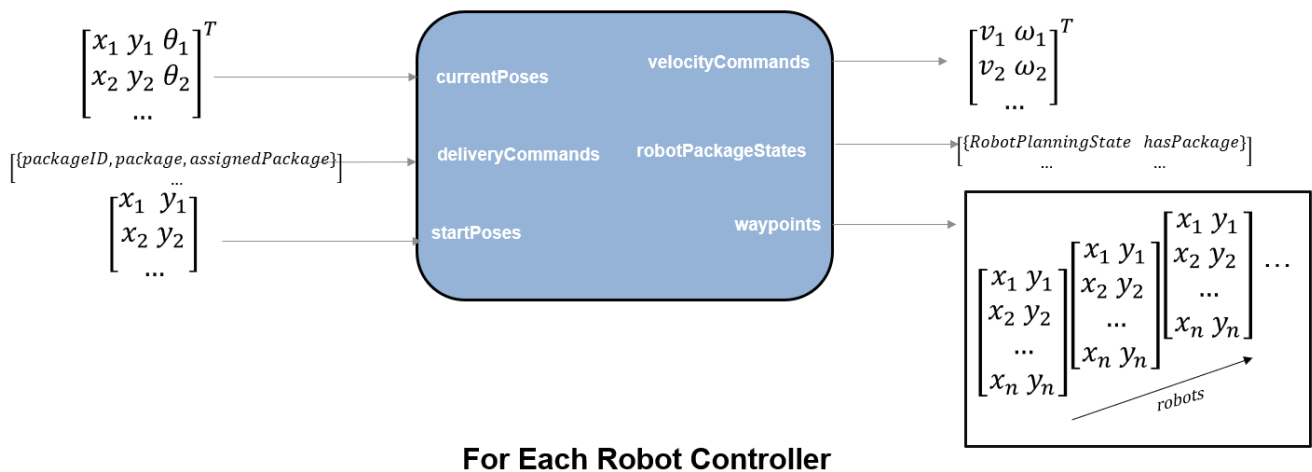 [x₁ y₁ θ₁
x₂ y₂ θ₂
...]ᵀ
currentPoses
[{packageID, package, assignedPackage}
...]
deliveryCommands
[x₁ y₁
x₂ y₂
...]
startPoses
velocityCommands
[v₁ ω₁
v₂ ω₂
...]ᵀ
robotPackageStates
[{RobotPlanningState hasPackage}
... ...]
waypoints
[x₁ y₁
x₂ y₂
...
xₙ yₙ]
[x₁ y₁
x₂ y₂
...
xₙ yₙ]
[x₁ y₁
x₂ y₂
...
xₙ yₙ]
...
robots
For Each Robot Controller